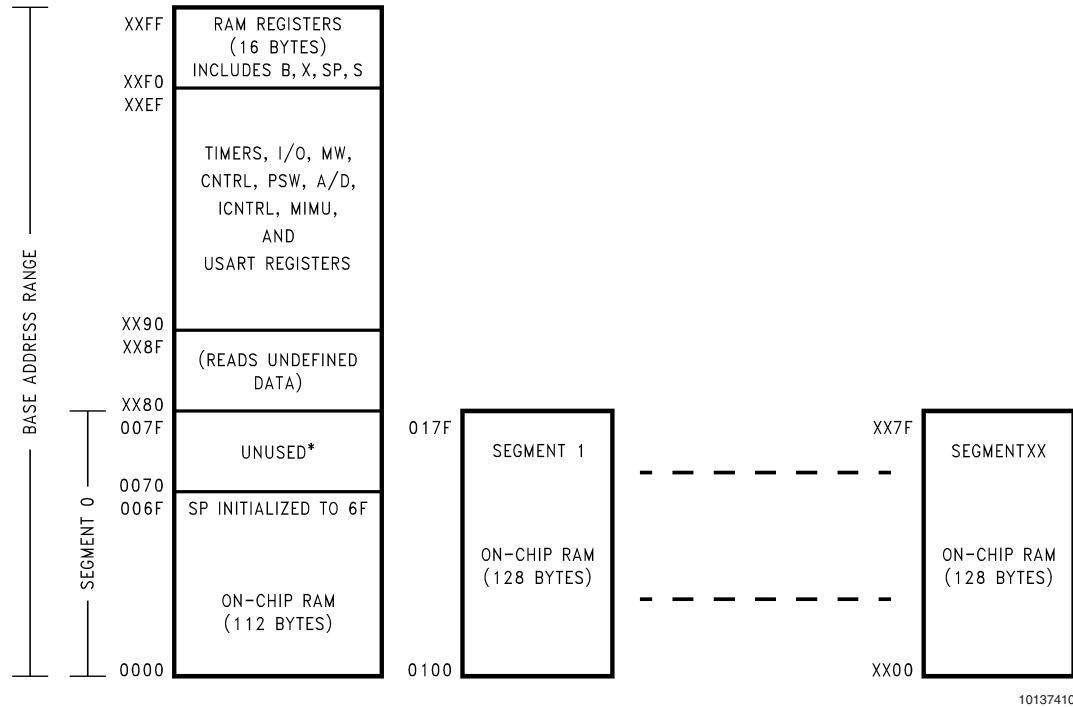 XXFF
RAM REGISTERS
(16 BYTES)
INCLUDES B, X, SP, S
XXF0
XXEF
TIMERS, I/O, MW,
CNTRL, PSW, A/D,
ICNTRL, MIMU,
AND
USART REGISTERS
BASE ADDRESS RANGE
XX90
XX8F
(READS UNDEFINED
DATA)
XX80
007F
UNUSED*
0070
006F
SP INITIALIZED TO 6F
SEGMENT 0
ON-CHIP RAM
(112 BYTES)
0000
017F
SEGMENT 1
ON-CHIP RAM
(128 BYTES)
0100
XX7F
SEGMENTXX
ON-CHIP RAM
(128 BYTES)
XX00
10137410